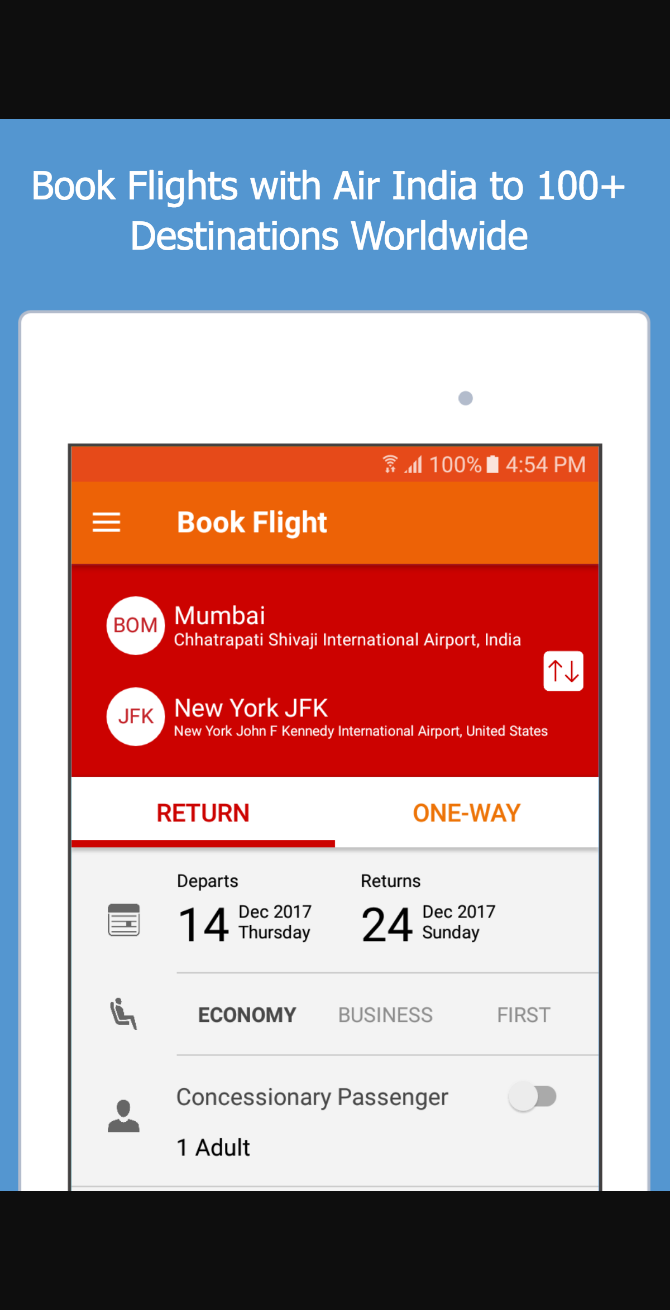 Book Flights with Air India to 100+
Destinations Worldwide
100% 4:54 PM
Book Flight
BOM
Mumbai
Chhatrapati Shivaji International Airport, India
JFK
New York JFK
New York John F Kennedy International Airport, United States
RETURN ONE-WAY
Departs Returns
14 Dec 2017 Thursday 24 Dec 2017 Sunday
ECONOMY BUSINESS FIRST
Concessionary Passenger
1 Adult